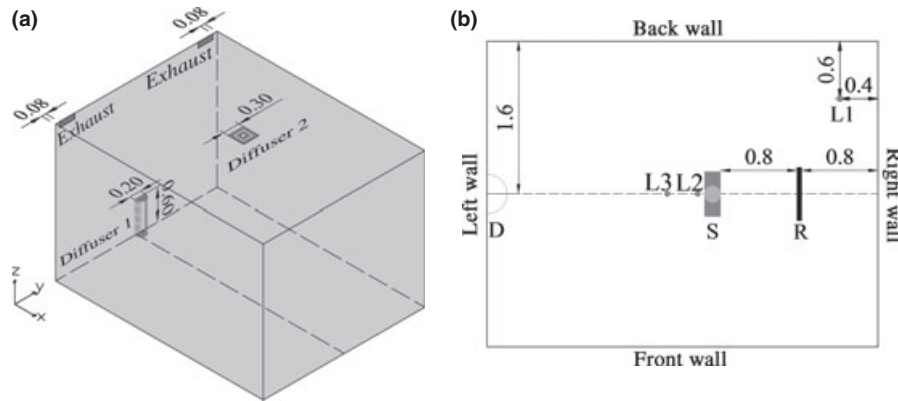 (a)
0.08
Exhaust
0.08
Exhaust
0.30
Diffuser 2
0.20
0.60
Diffuser 1
z
y
x
(b)
Back wall
1.6
0.6
0.4
L1
0.8
0.8
L3
L2
Left wall
Right wall
D
S
R
Front wall